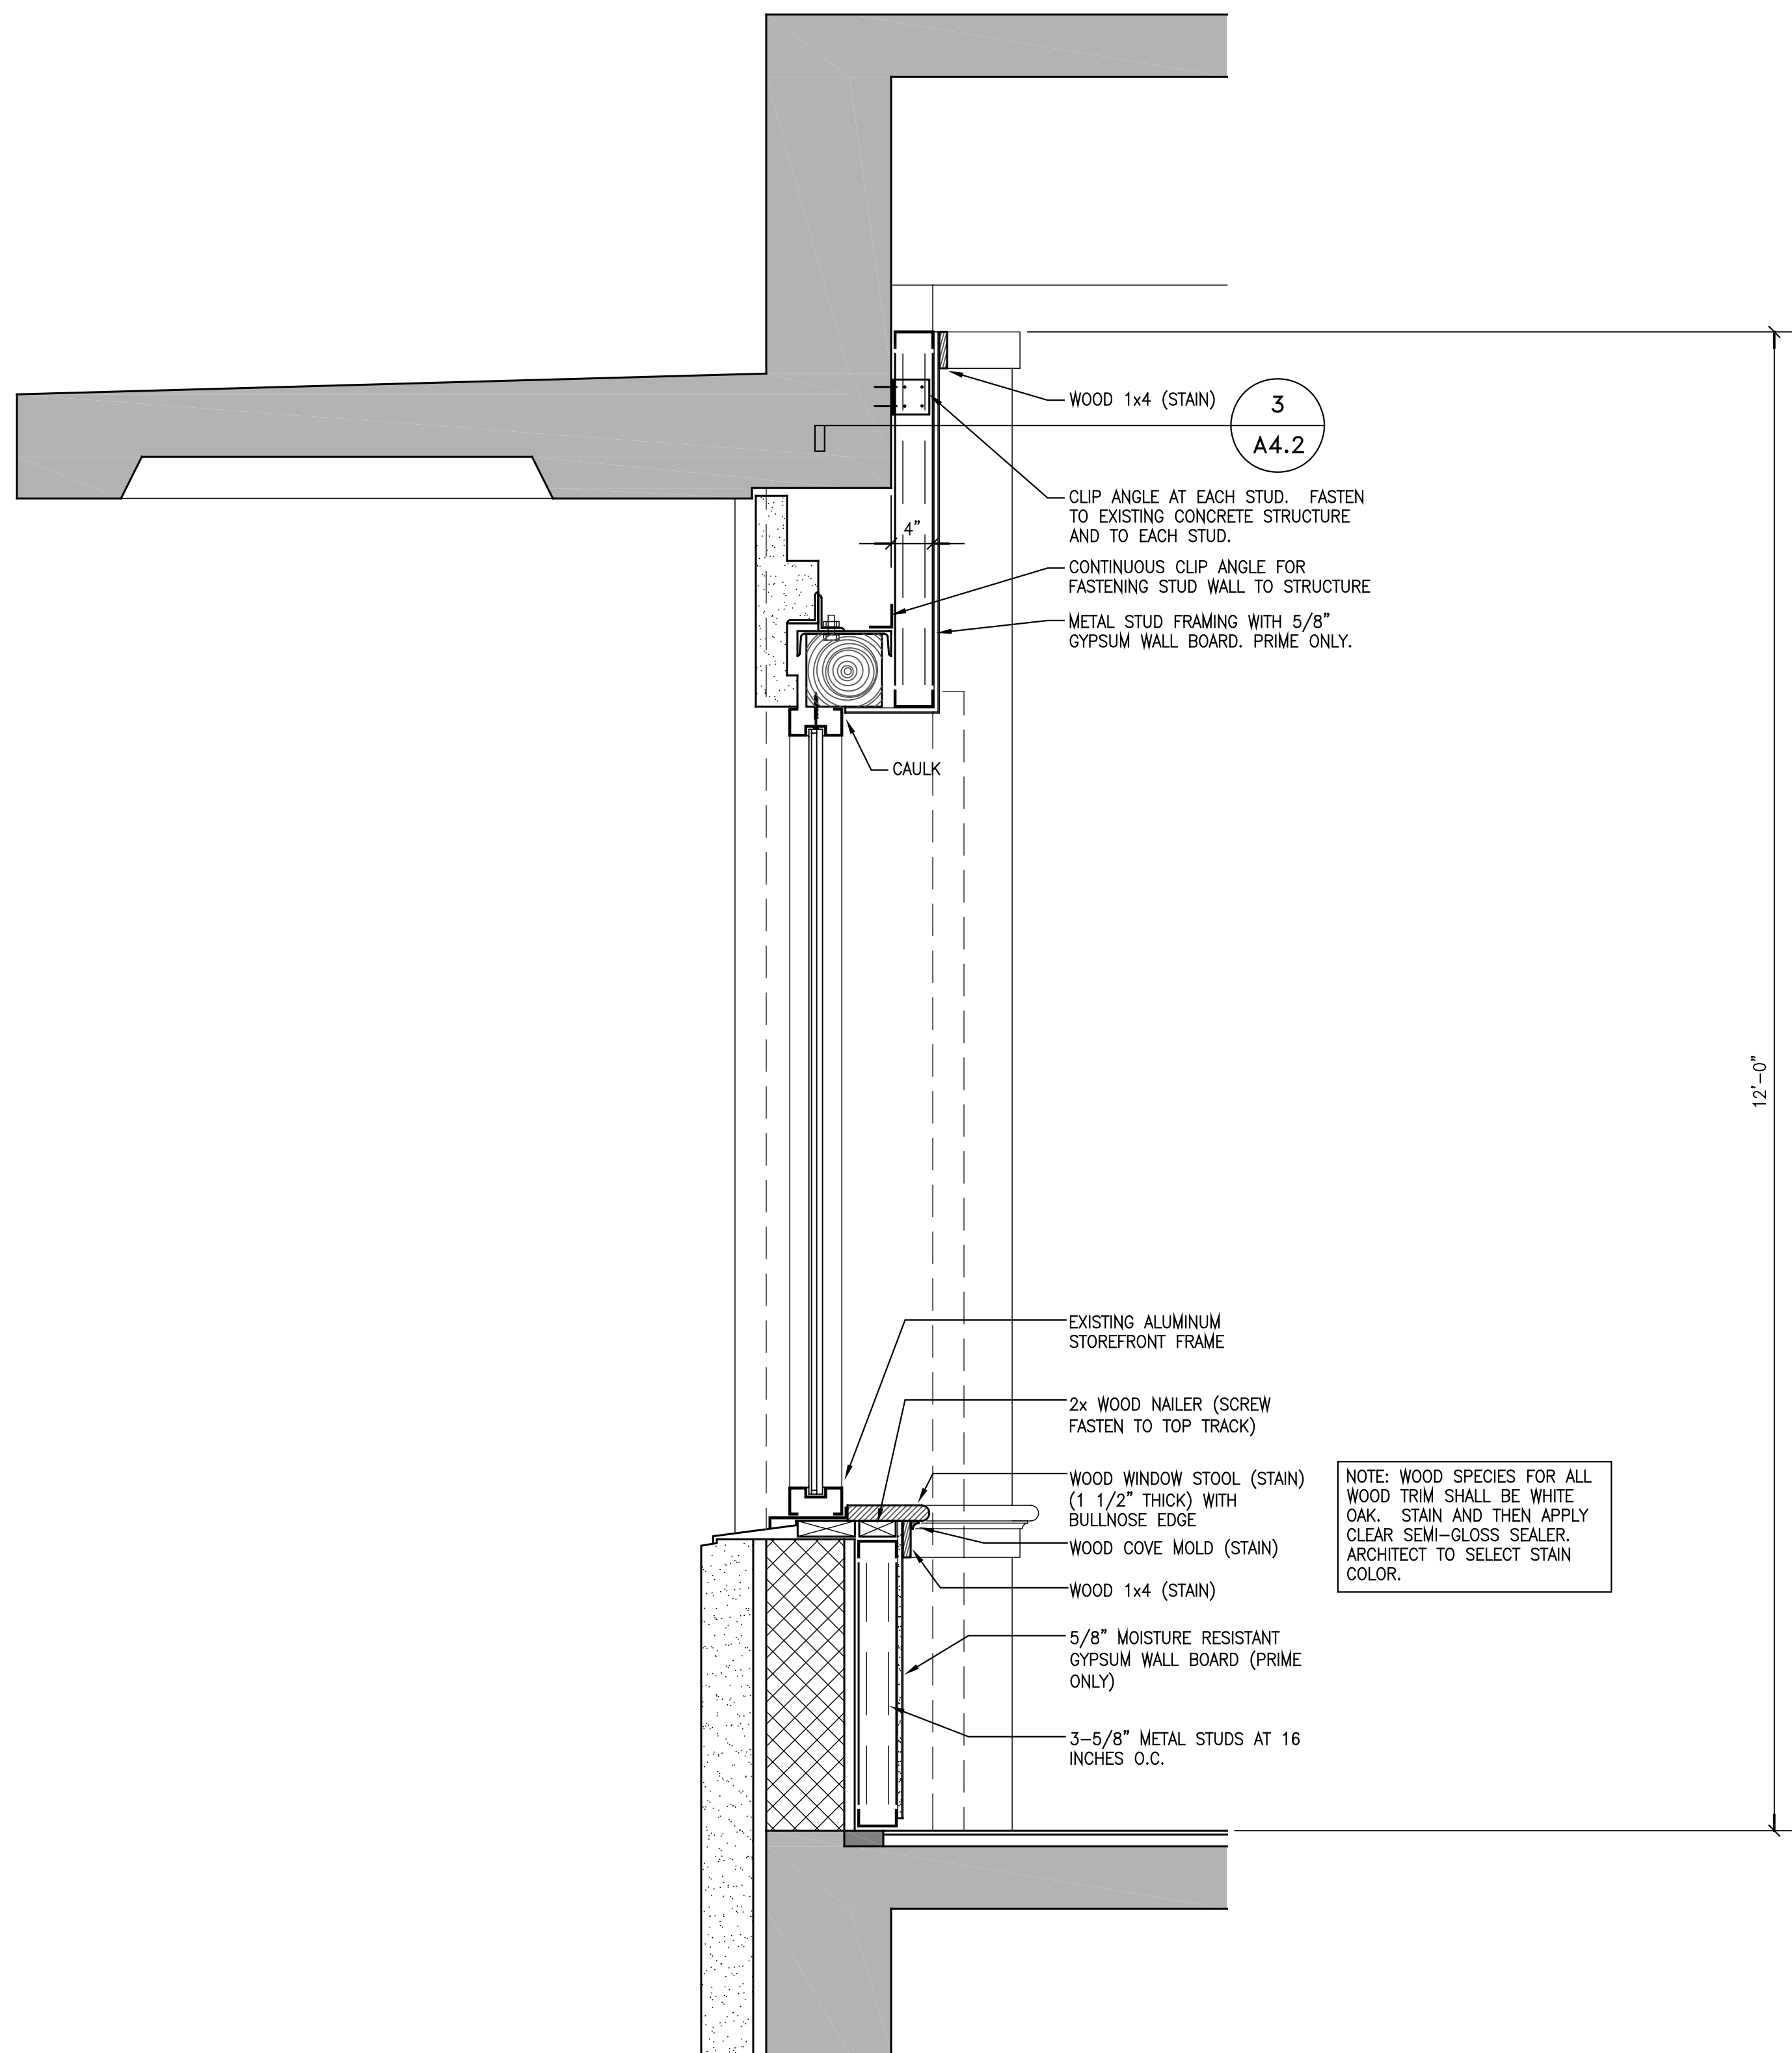 WOOD 1x4 (STAIN)
3
A4.2
CLIP ANGLE AT EACH STUD. FASTEN
TO EXISTING CONCRETE STRUCTURE
AND TO EACH STUD.
4"
CONTINUOUS CLIP ANGLE FOR
FASTENING STUD WALL TO STRUCTURE
METAL STUD FRAMING WITH 5/8"
GYPSUM WALL BOARD. PRIME ONLY.
CAULK
12'-0"
EXISTING ALUMINUM
STOREFRONT FRAME
2x WOOD NAILER (SCREW
FASTEN TO TOP TRACK)
WOOD WINDOW STOOL (STAIN)
(1 1/2" THICK) WITH
BULLNOSE EDGE
WOOD COVE MOLD (STAIN)
WOOD 1x4 (STAIN)
5/8" MOISTURE RESISTANT
GYPSUM WALL BOARD (PRIME
ONLY)
3-5/8" METAL STUDS AT 16
INCHES O.C.
NOTE: WOOD SPECIES FOR ALL
WOOD TRIM SHALL BE WHITE
OAK. STAIN AND THEN APPLY
CLEAR SEMI-GLOSS SEALER.
ARCHITECT TO SELECT STAIN
COLOR.